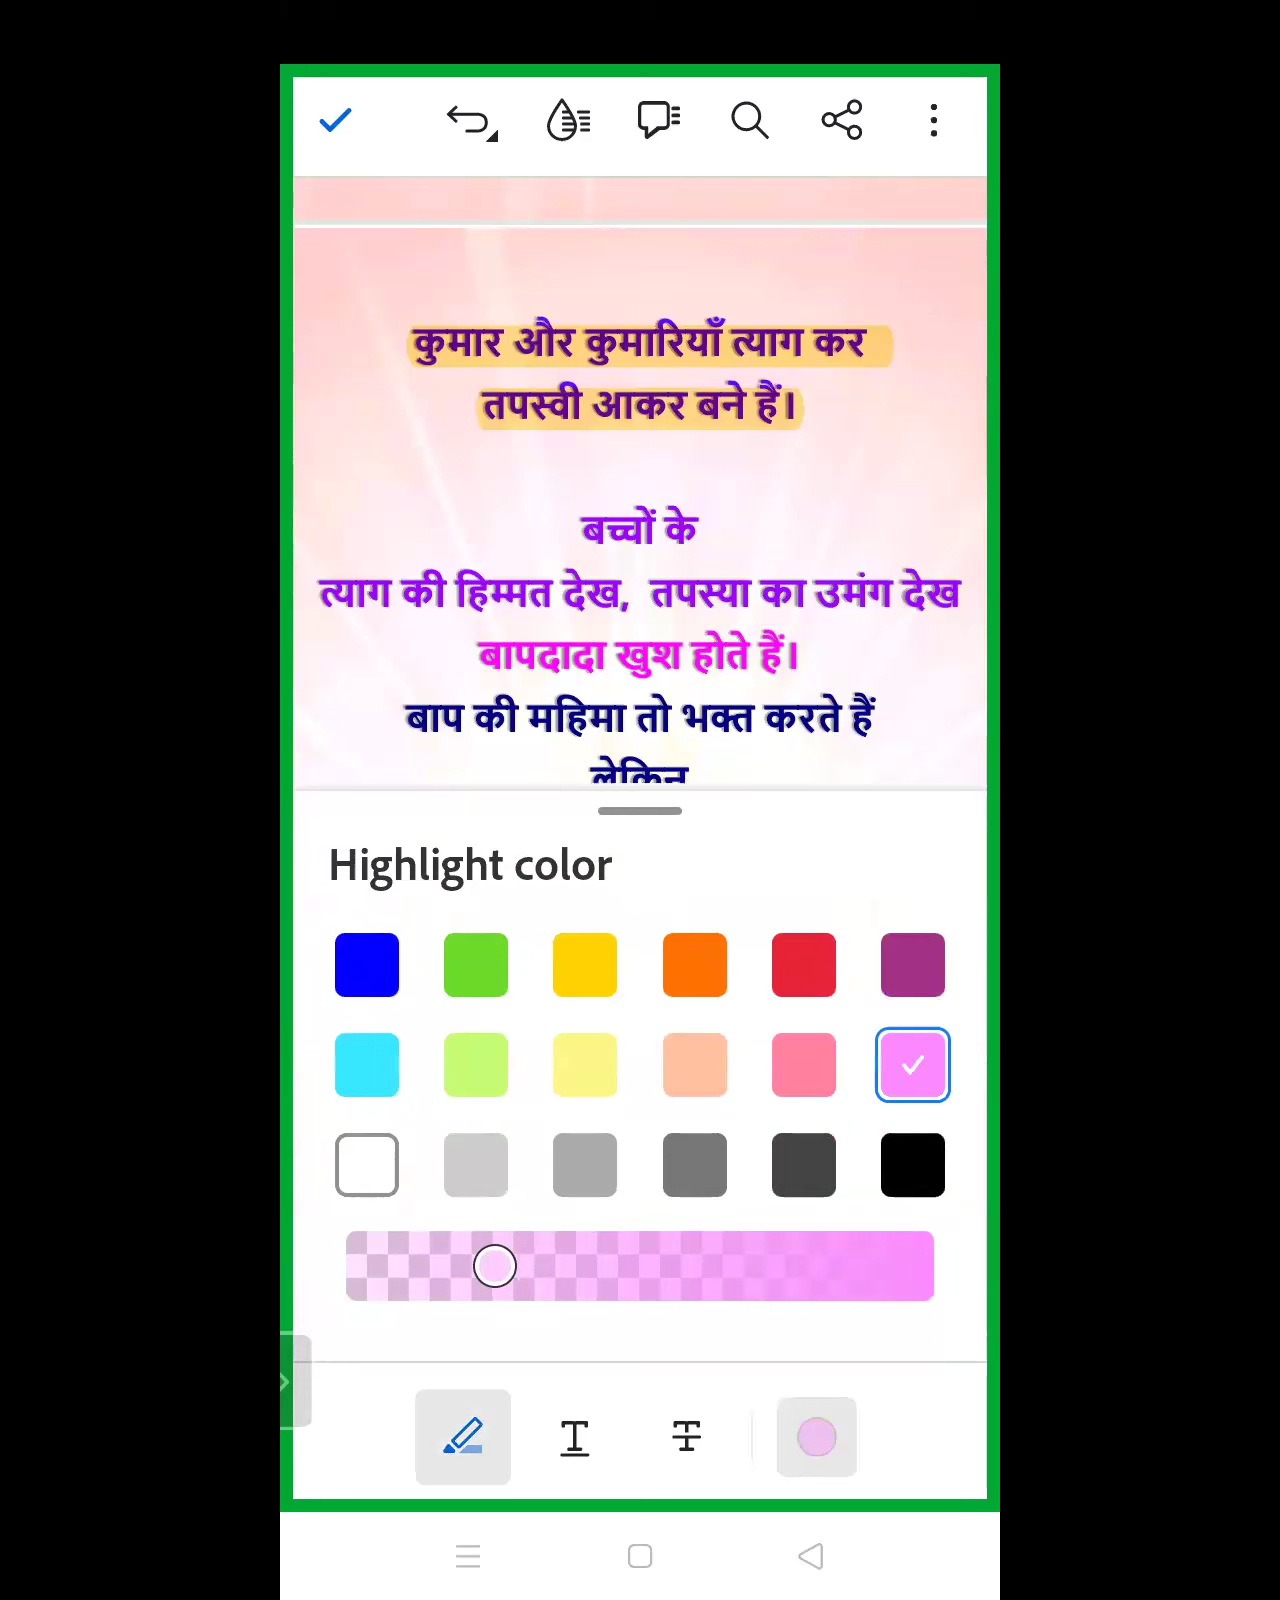 कुमार और कुमारियाँ त्याग कर
तपस्वी आकर बने हैं।
बच्चों के
त्याग की हिम्मत देख, तपस्या का उमंग देख
बापदादा खुश होते हैं।
बाप की महिमा तो भक्त करते हैं
लेकिन
Highlight color